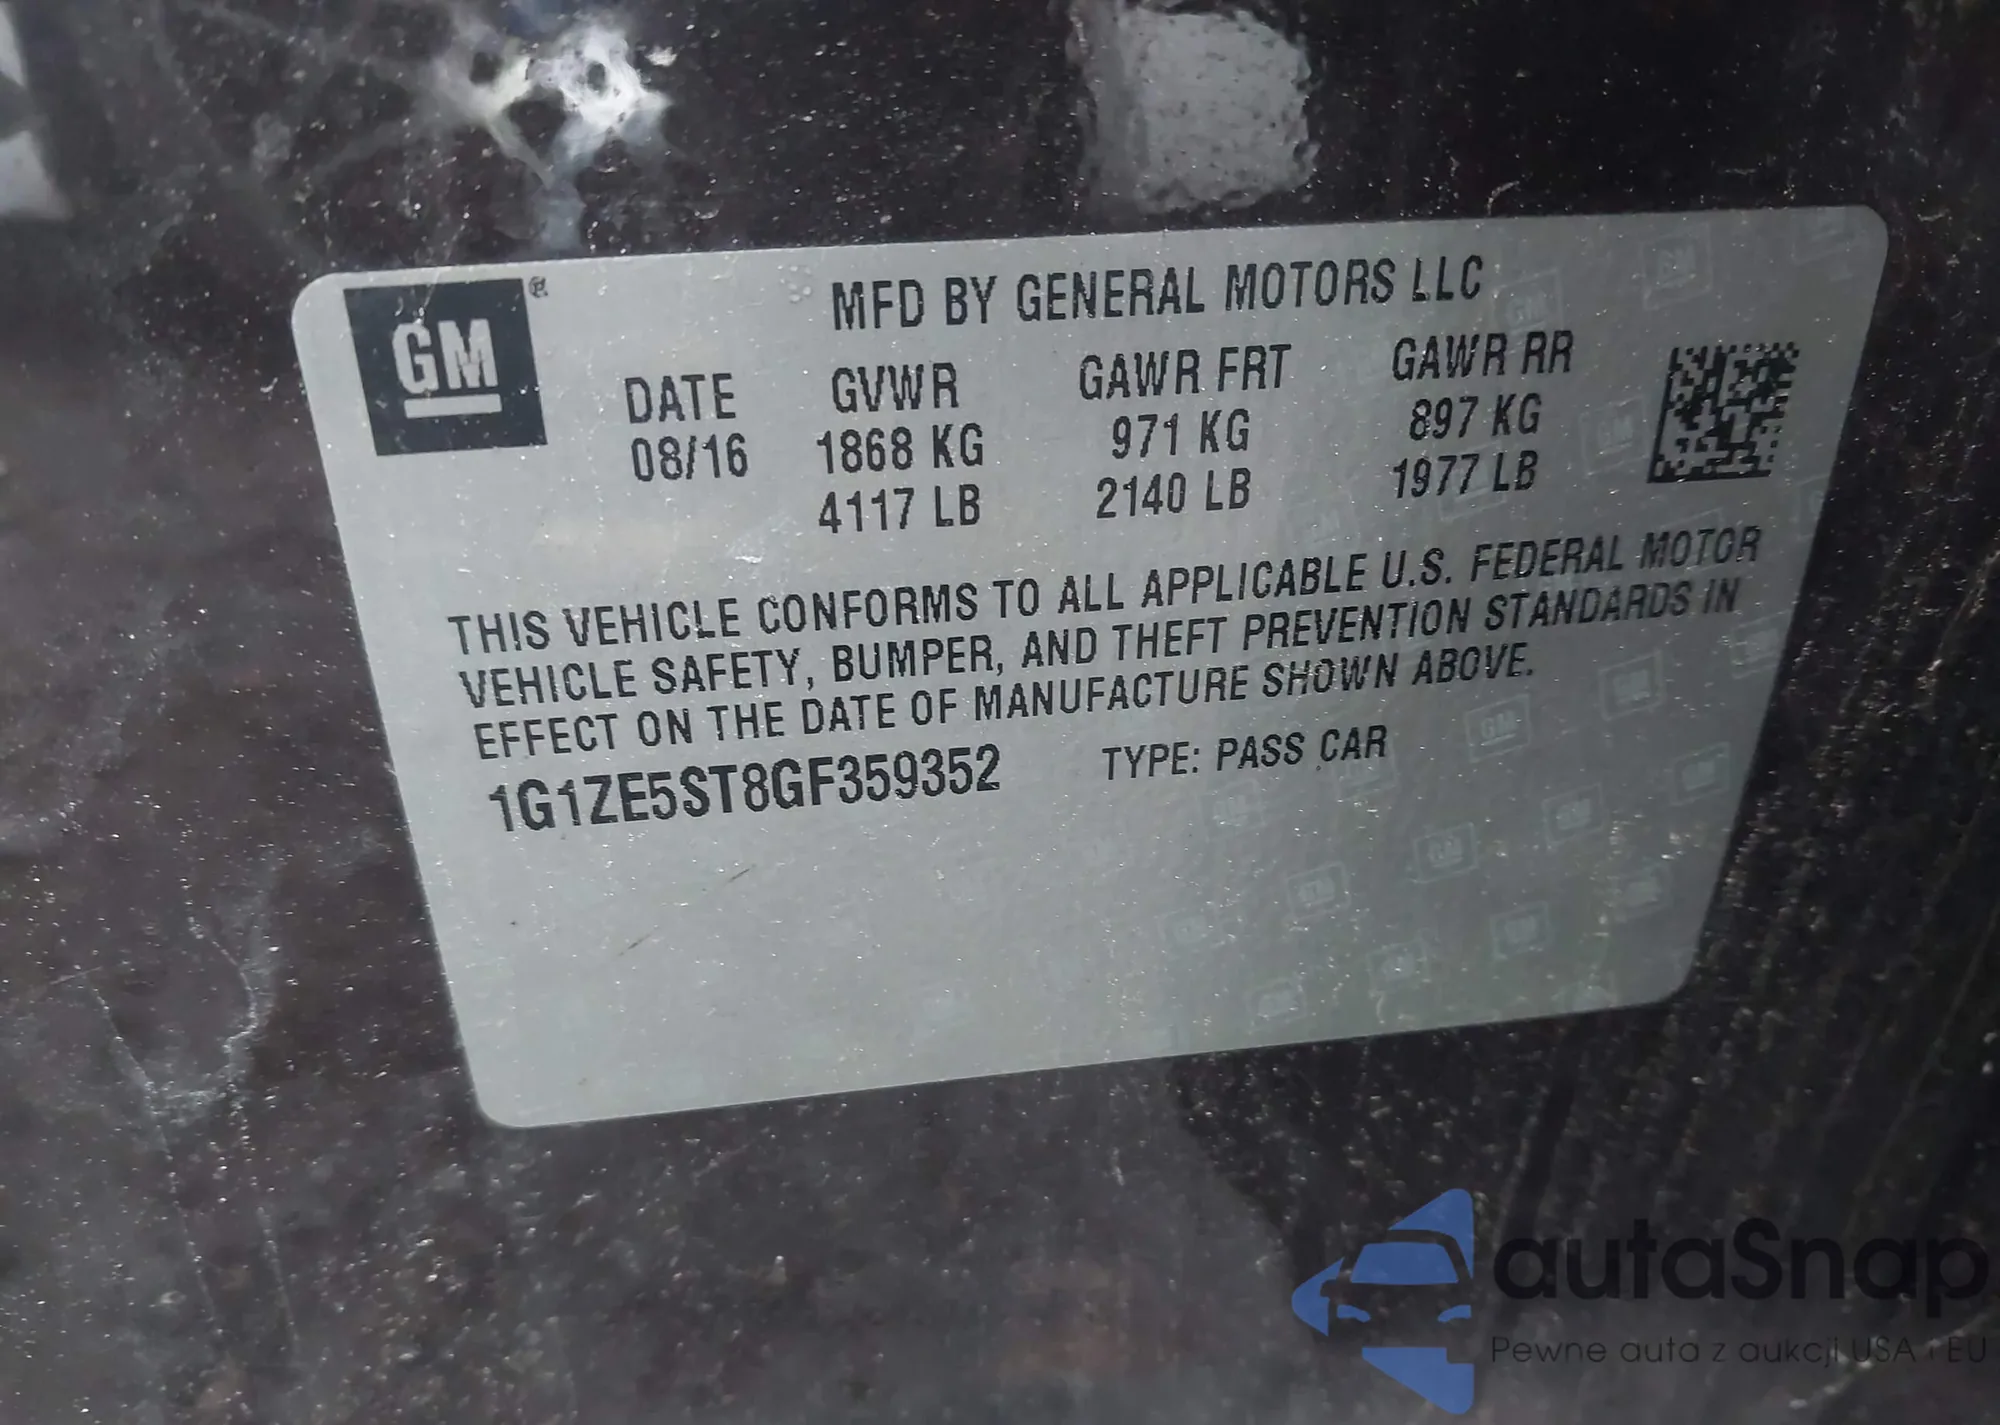 GM ®
MFD BY GENERAL MOTORS LLC
DATE GVWR GAWR FRT GAWR RR
08/16 1868 KG 971 KG 897 KG
4117 LB 2140 LB 1977 LB
THIS VEHICLE CONFORMS TO ALL APPLICABLE U.S. FEDERAL MOTOR
VEHICLE SAFETY, BUMPER, AND THEFT PREVENTION STANDARDS IN
EFFECT ON THE DATE OF MANUFACTURE SHOWN ABOVE.
1G1ZE5ST8GF359352 TYPE: PASS CAR
autaSnap
Pewne auta z aukcji USA i EU